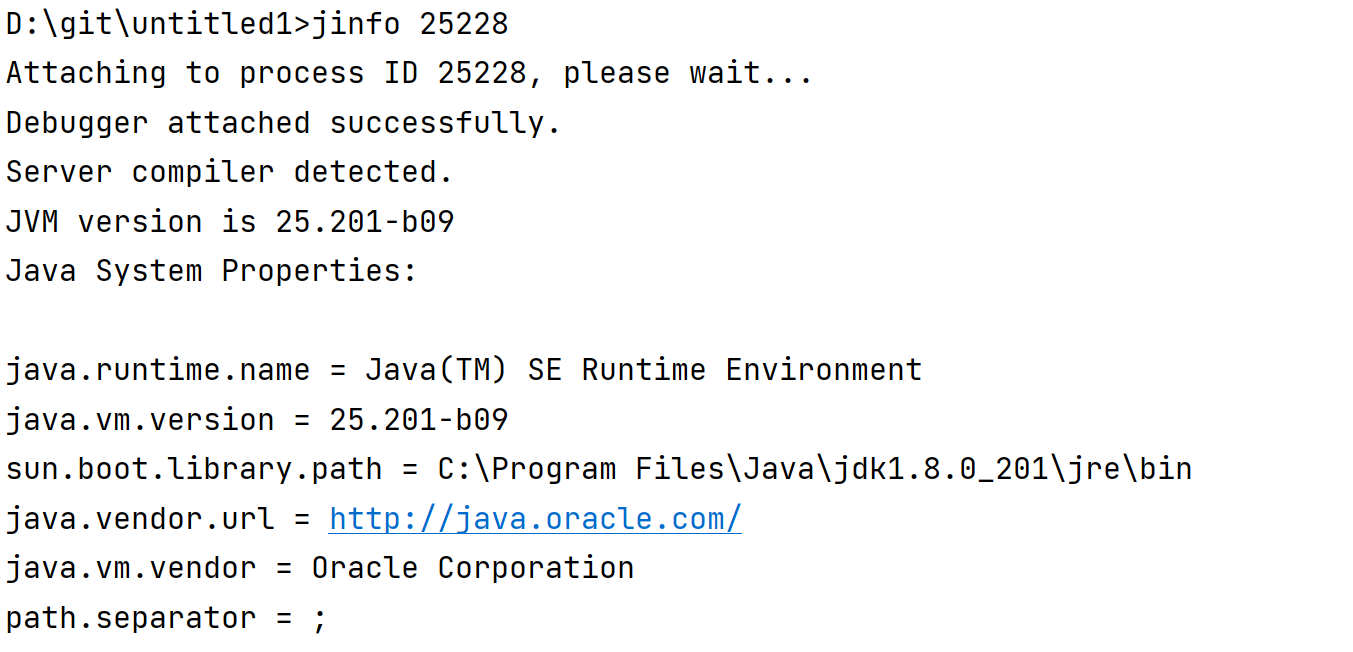 D:\git\untitled1>jinfo 25228
Attaching to process ID 25228, please wait...
Debugger attached successfully.
Server compiler detected.
JVM version is 25.201-b09
Java System Properties:
java.runtime.name = Java(TM) SE Runtime Environment
java.vm.version = 25.201-b09
sun.boot.library.path = C:\Program Files\Java\jdk1.8.0_201\jre\bin
java.vendor.url = http://java.oracle.com/
java.vm.vendor = Oracle Corporation
path.separator = ;